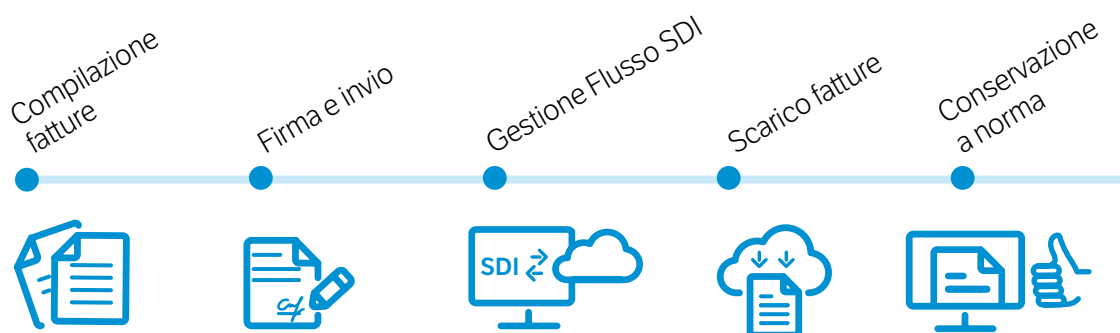 Compilazione
fatture
Firma e invio
Gestione Flusso SDI
Scarico fatture
Conservazione
a norma
SDI